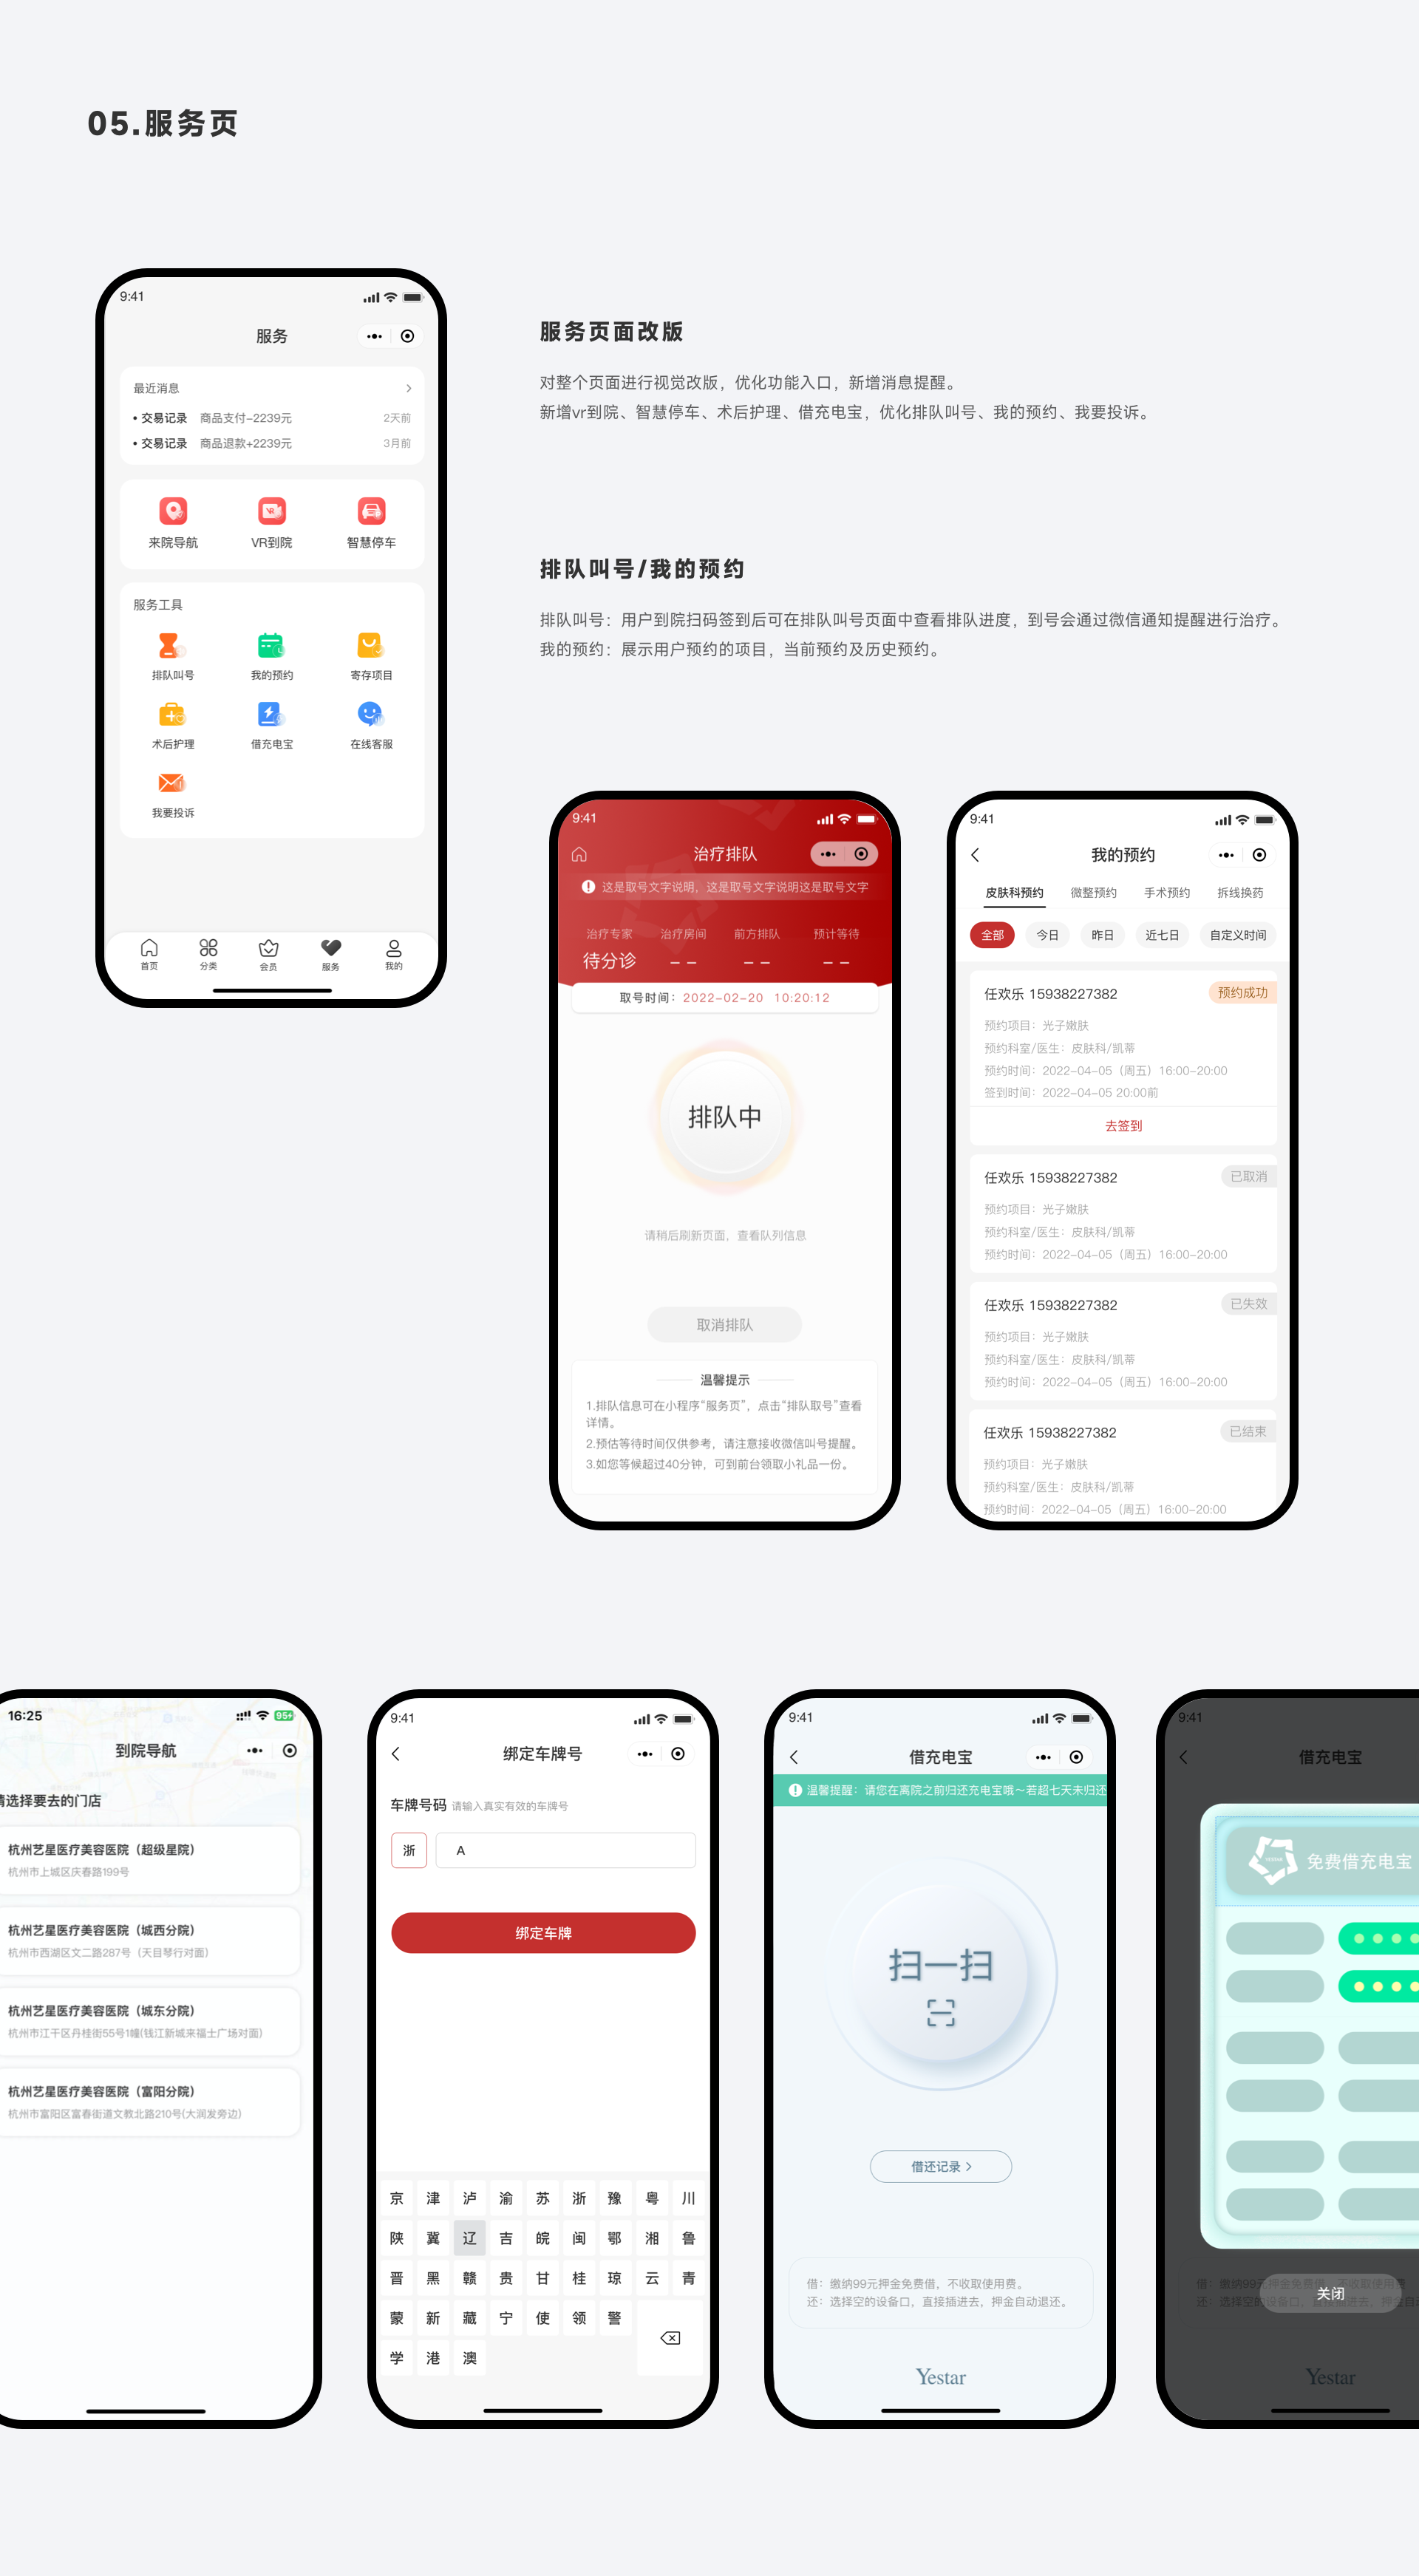 05.服务页
9:41
服务
最近消息
• 交易记录 商品支付-2239元 2天前
• 交易记录 商品退款+2239元 3月前
来院导航 VR到院 智慧停车
服务工具
排队叫号 我的预约 寄存项目
术后护理 借充电宝 在线客服
我要投诉
首页 分类 会员 服务 我的
服务页面改版
对整个页面进行视觉改版，优化功能入口，新增消息提醒。
新增vr到院、智慧停车、术后护理、借充电宝，优化排队叫号、我的预约、我要投诉。
排队叫号/我的预约
排队叫号：用户到院扫码签到后可在排队叫号页面中查看排队进度，到号会通过微信通知提醒进行治疗。
我的预约：展示用户预约的项目，当前预约及历史预约。
9:41
治疗排队
这是取号文字说明，这是取号文字说明这是取号文字
治疗专家 治疗房间 前方排队 预计等待
待分诊 – – – – – –
取号时间：2022-02-20 10:20:12
排队中
请稍后刷新页面，查看队列信息
取消排队
温馨提示
1.排队信息可在小程序“服务页”，点击“排队取号”查看
详情。
2.预估等待时间仅供参考，请注意接收微信叫号提醒。
3.如您等候超过40分钟，可到前台领取小礼品一份。
9:41
我的预约
皮肤科预约 微整预约 手术预约 拆线换药
全部 今日 昨日 近七日 自定义时间
任欢乐 15938227382 预约成功
预约项目：光子嫩肤
预约科室/医生：皮肤科/凯蒂
预约时间：2022-04-05（周五）16:00-20:00
签到时间：2022-04-05 20:00前
去签到
任欢乐 15938227382 已取消
预约项目：光子嫩肤
预约科室/医生：皮肤科/凯蒂
预约时间：2022-04-05（周五）16:00-20:00
任欢乐 15938227382 已失效
预约项目：光子嫩肤
预约科室/医生：皮肤科/凯蒂
预约时间：2022-04-05（周五）16:00-20:00
任欢乐 15938227382 已结束
预约项目：光子嫩肤
预约科室/医生：皮肤科/凯蒂
预约时间：2022-04-05（周五）16:00-20:00
16:25 95+
到院导航
请选择要去的门店
杭州艺星医疗美容医院（超级星院）
杭州市上城区庆春路199号
杭州艺星医疗美容医院（城西分院）
杭州市西湖区文二路287号（天目琴行对面）
杭州艺星医疗美容医院（城东分院）
杭州市江干区丹桂街55号1幢(钱江新城来福士广场对面)
杭州艺星医疗美容医院（富阳分院）
杭州市富阳区富春街道文教北路210号(大润发旁边)
9:41
绑定车牌号
车牌号码 请输入真实有效的车牌号
浙 A
绑定车牌
京 津 泸 渝 苏 浙 豫 粤 川
陕 冀 辽 吉 皖 闽 鄂 湘 鲁
晋 黑 赣 贵 甘 桂 琼 云 青
蒙 新 藏 宁 使 领 警
学 港 澳
9:41
借充电宝
温馨提醒：请您在离院之前归还充电宝哦～若超七天未归还
扫一扫
借还记录
借：缴纳99元押金免费借，不收取使用费。
还：选择空的设备口，直接插进去，押金自动退还。
Yestar
9:41
借充电宝
免费借充电宝
借：缴纳99元押金免费借，不收取使用费
还：选择空的设备口，直接插进去，押金自动
关闭
Yestar